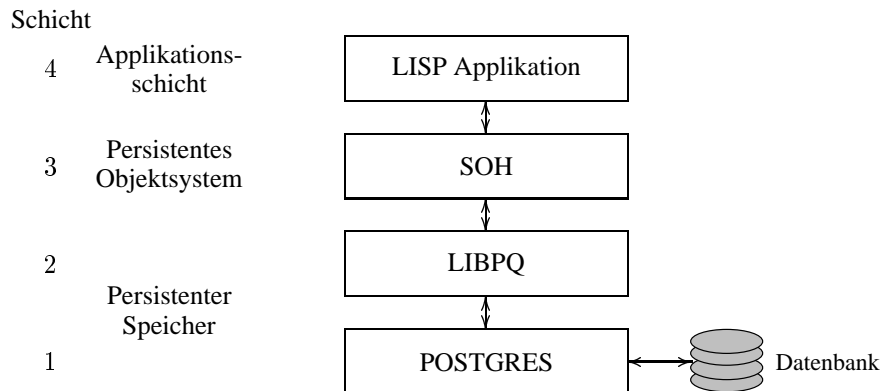 Schicht
4
Applikations-
schicht
LISP Applikation
3
Persistentes
Objektsystem
SOH
2
LIBPQ
Persistenter
Speicher
1
POSTGRES
Datenbank